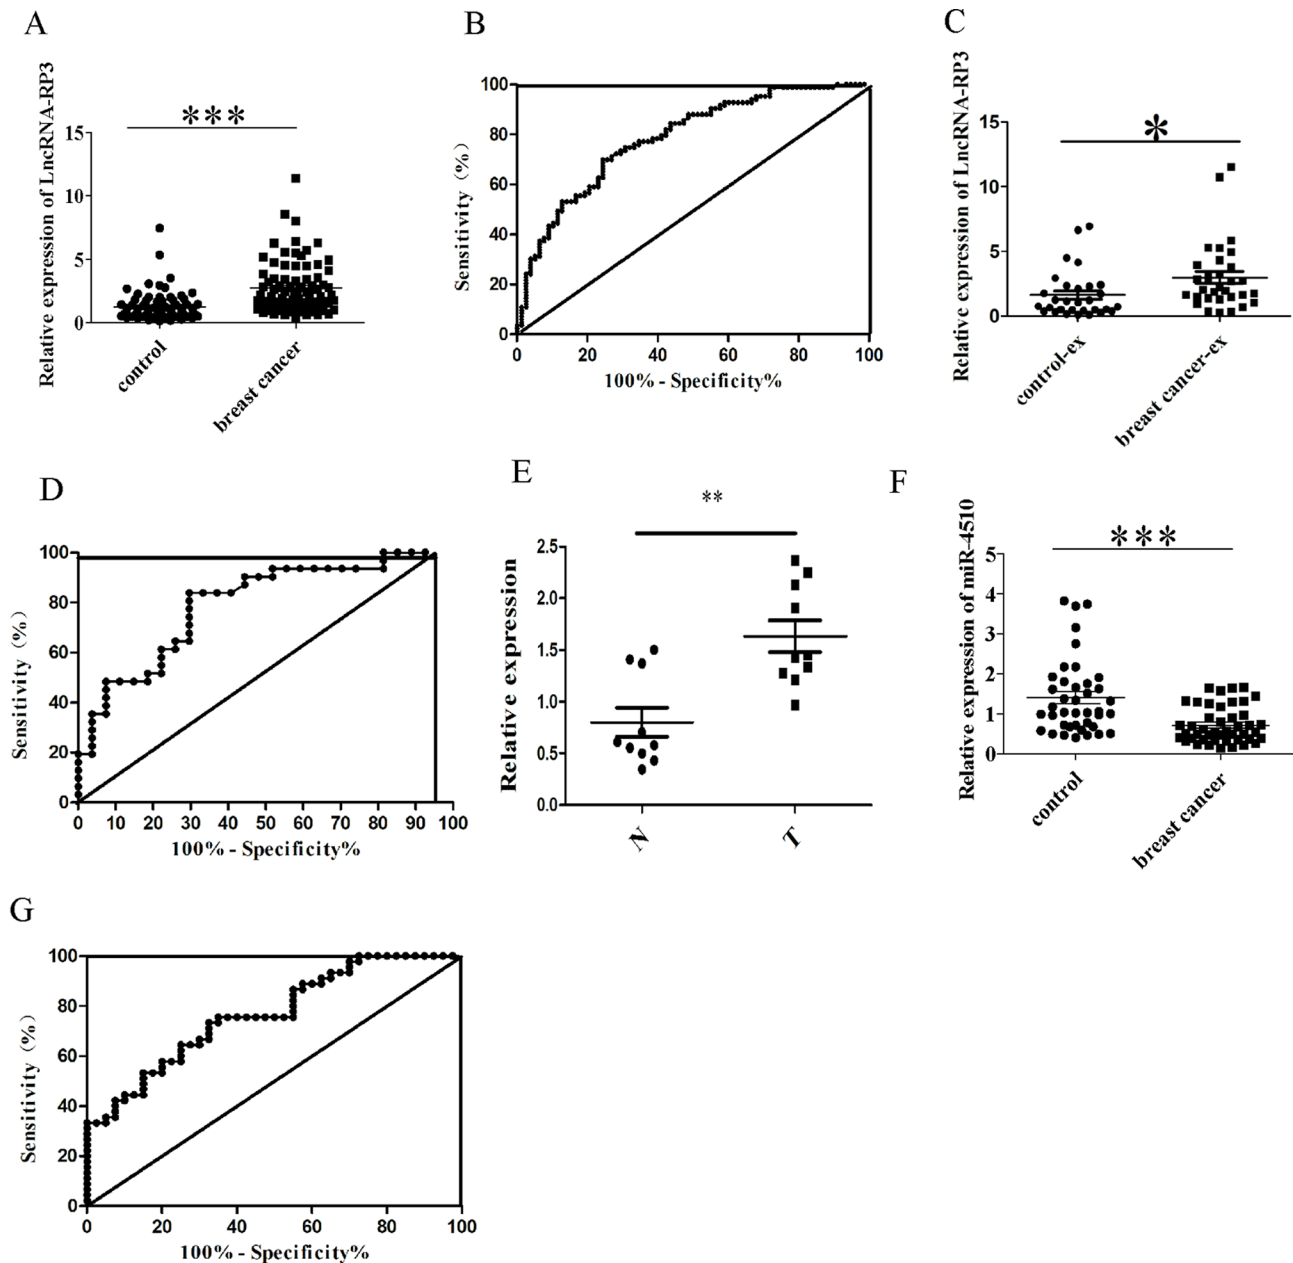 A
Relative expression of LncRNA-RP3
***
15
10
5
0
control
breast cancer
B
Sensitivity (%)
100
80
60
40
20
0
0 20 40 60 80 100
100% - Specificity%
C
Relative expression of LncRNA-RP3
*
15
10
5
0
control-ex
breast cancer-ex
D
Sensitivity (%)
100
80
60
40
20
0
0 10 20 30 40 50 60 70 80 90 100
100% - Specificity%
E
Relative expression
**
2.5
2.0
1.5
1.0
0.5
0.0
N
T
F
Relative expression of miR-4510
***
5
4
3
2
1
0
control
breast cancer
G
Sensitivity (%)
100
80
60
40
20
0
0 20 40 60 80 100
100% - Specificity%